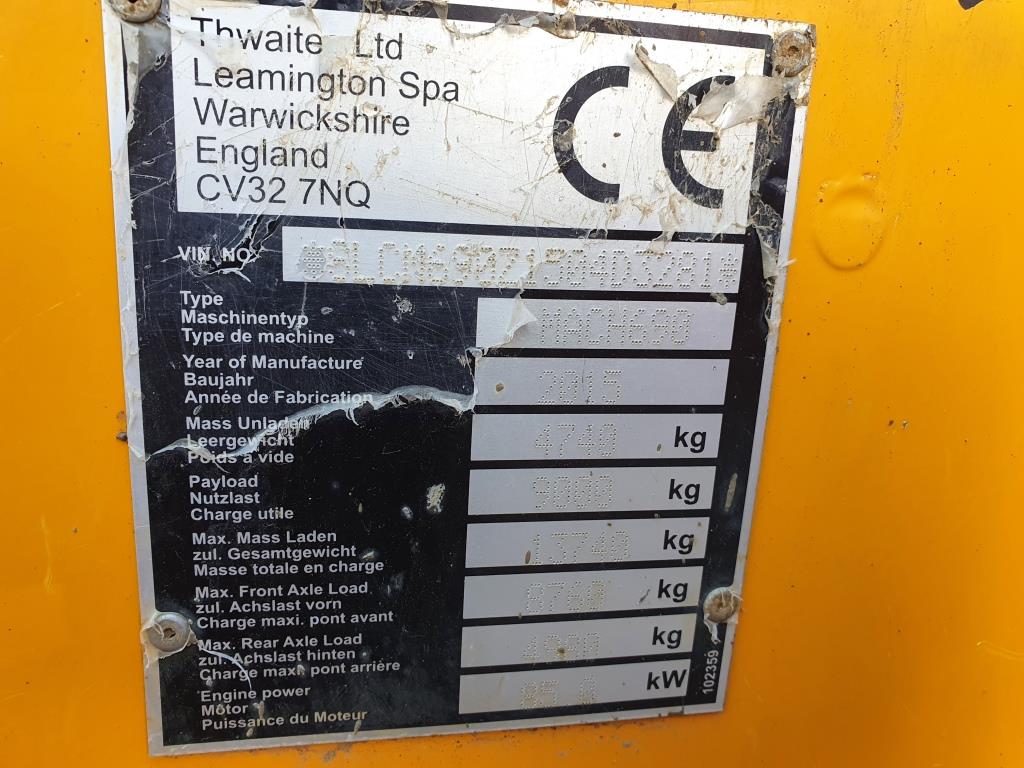 Thwaite Ltd
Leamington Spa
Warwickshire
England
CV32 7NQ
CE
VIN. NO.
Type
Maschinentyp
Type de machine
MACH690
Year of Manufacture
Baujahr
Année de Fabrication
2015
Mass Unladen
Leergewicht
Poids à vide
4740 kg
Payload
Nutzlast
Charge utile
9000 kg
Max. Mass Laden
zul. Gesamtgewicht
Masse totale en charge
13740 kg
Max. Front Axle Load
zul. Achslast vorn
Charge maxi. pont avant
8760 kg
Max. Rear Axle Load
zul. Achslast hinten
Charge maxi. pont arrière
kg
Engine power
Motor
Puissance du Moteur
kW
102359